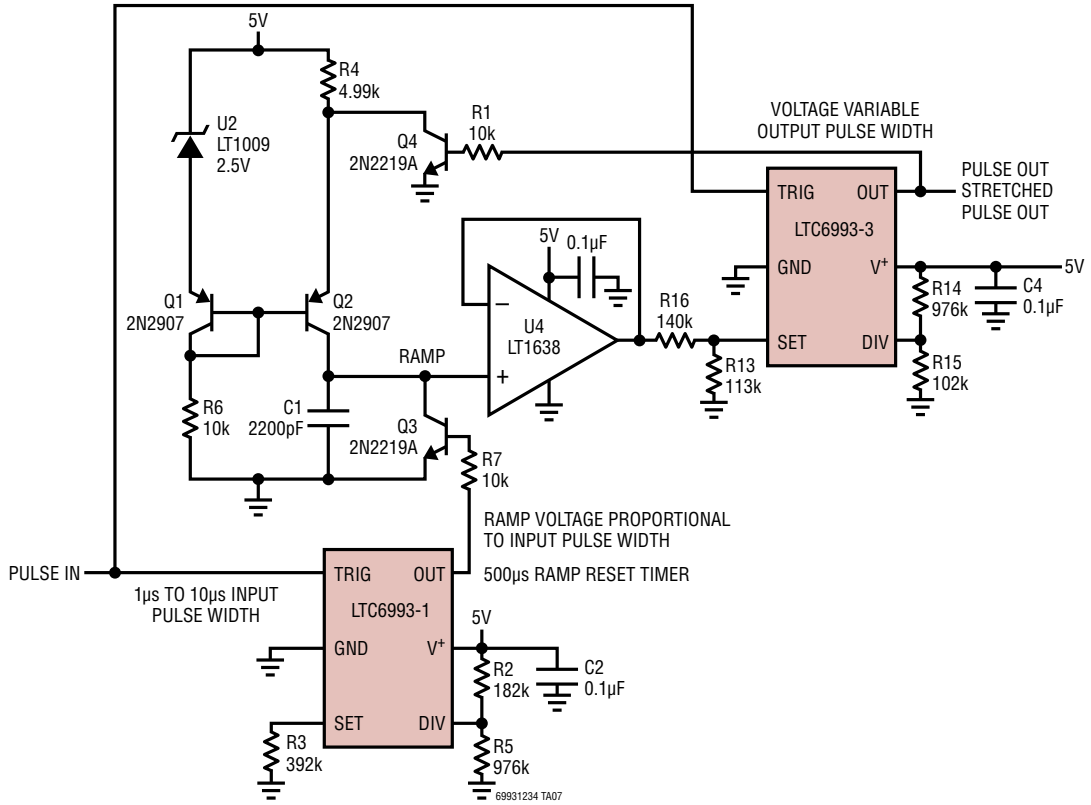 5V
R4
4.99k
U2
LT1009
2.5V
Q4
2N2219A
R1
10k
VOLTAGE VARIABLE
OUTPUT PULSE WIDTH
PULSE OUT
STRETCHED
PULSE OUT
TRIG
OUT
LTC6993-3
GND
V+
SET
DIV
5V
R14
976k
C4
0.1µF
R15
102k
Q1
2N2907
Q2
2N2907
5V
0.1µF
U4
LT1638
−
+
R16
140k
R13
113k
RAMP
R6
10k
C1
2200pF
Q3
2N2219A
R7
10k
RAMP VOLTAGE PROPORTIONAL
TO INPUT PULSE WIDTH
500µs RAMP RESET TIMER
PULSE IN
1µs TO 10µs INPUT
PULSE WIDTH
TRIG
OUT
LTC6993-1
GND
V+
SET
DIV
5V
R2
182k
C2
0.1µF
R3
392k
R5
976k
69931234 TA07